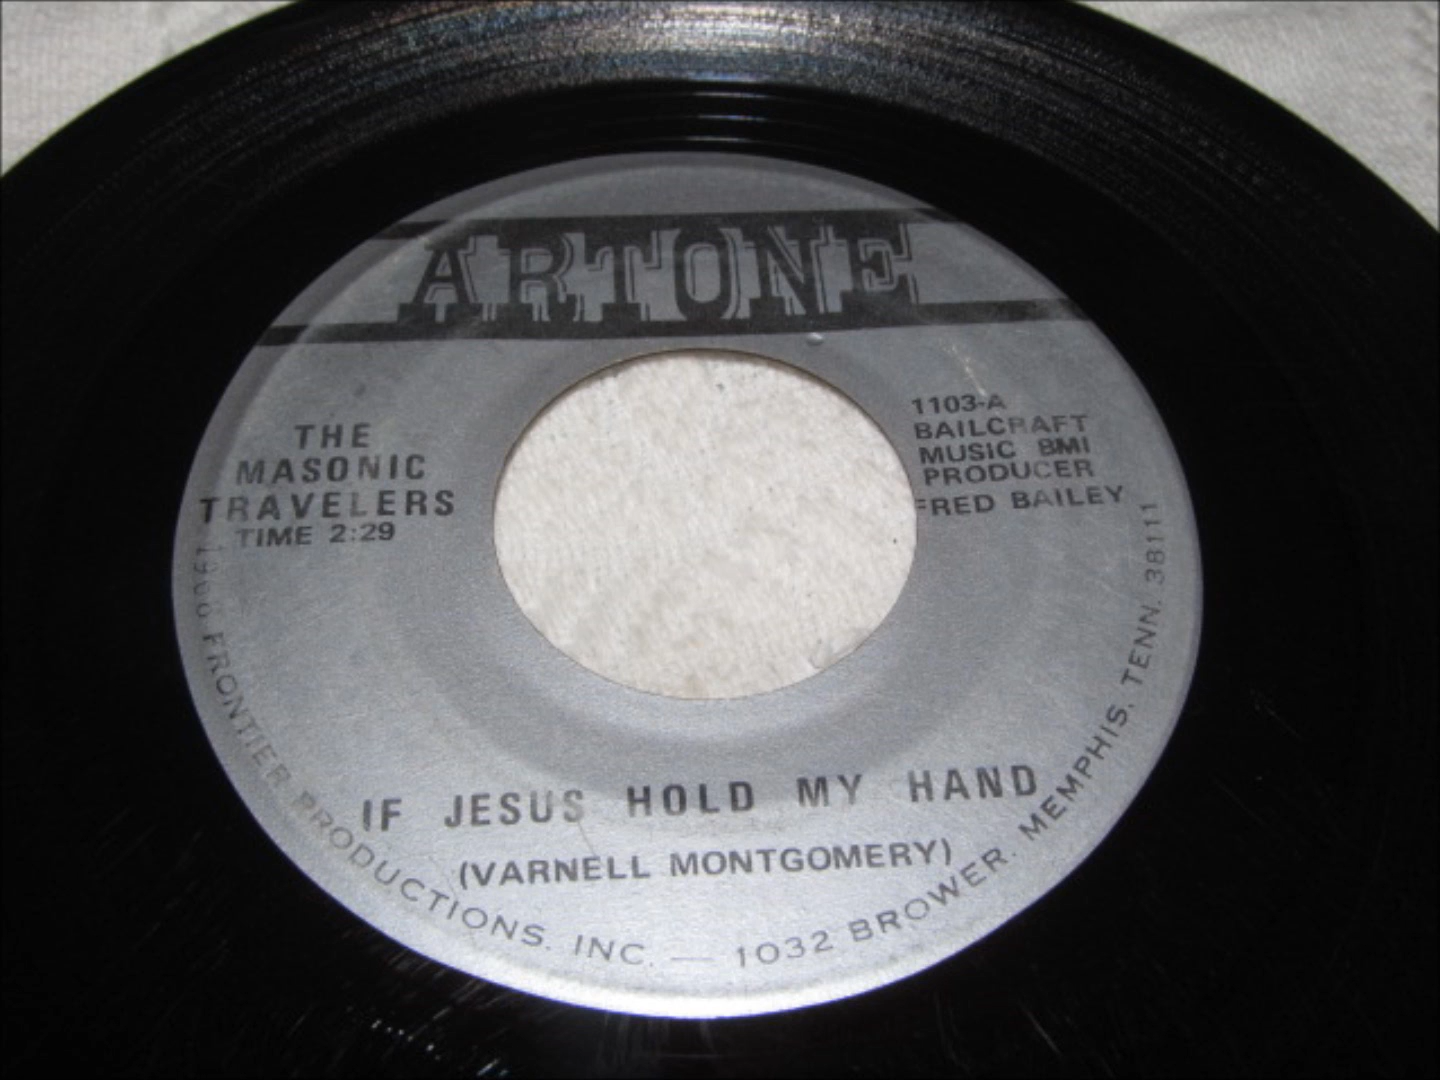 ARTONE
THE
MASONIC
TRAVELERS
TIME 2:29
1103-A
BAILCRAFT
MUSIC BMI
PRODUCER
FRED BAILEY
IF JESUS HOLD MY HAND
(VARNELL MONTGOMERY)
FRONTIER PRODUCTIONS, INC. — 1032 BROWER. MEMPHIS, TENN. 38111